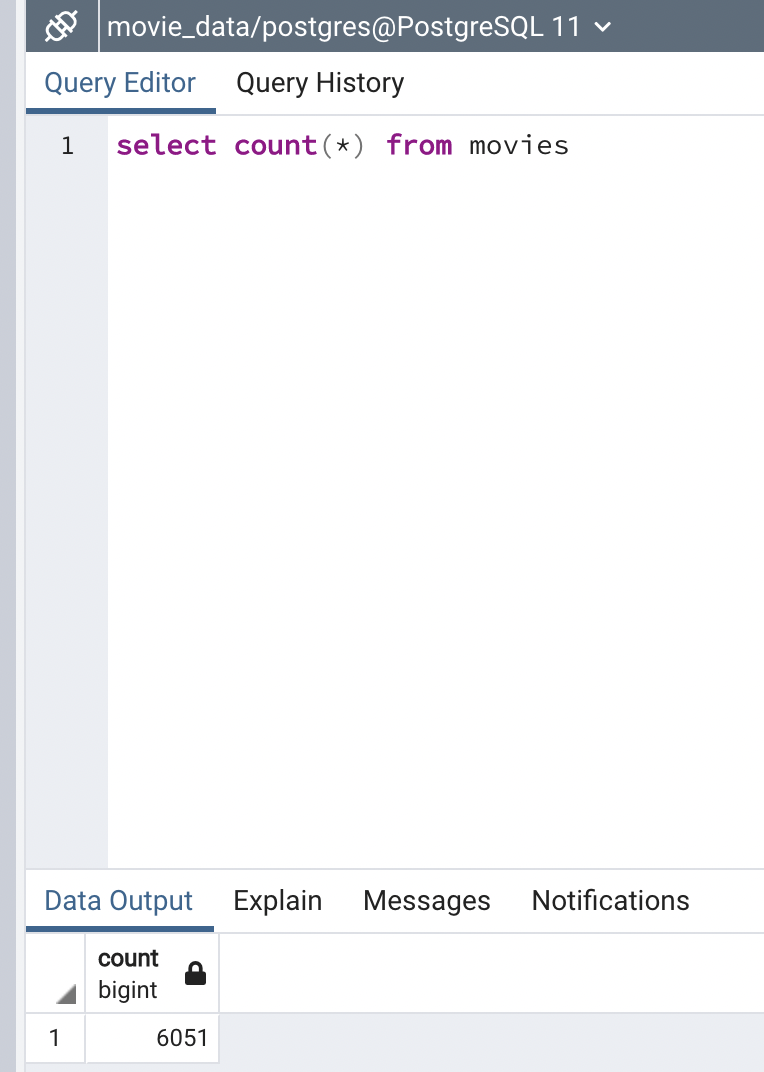 movie_data/postgres@PostgreSQL 11
Query Editor Query History
1 select count(*) from movies
Data Output Explain Messages Notifications
count
bigint
1 6051